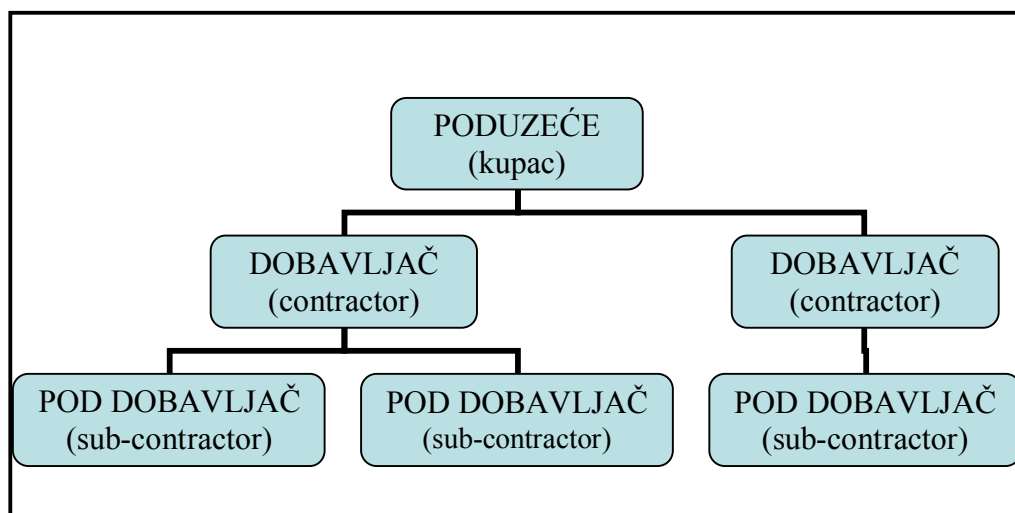 PODUZEĆE
(kupac)
DOBAVLJAČ
(contractor)
DOBAVLJAČ
(contractor)
POD DOBAVLJAČ
(sub-contractor)
POD DOBAVLJAČ
(sub-contractor)
POD DOBAVLJAČ
(sub-contractor)